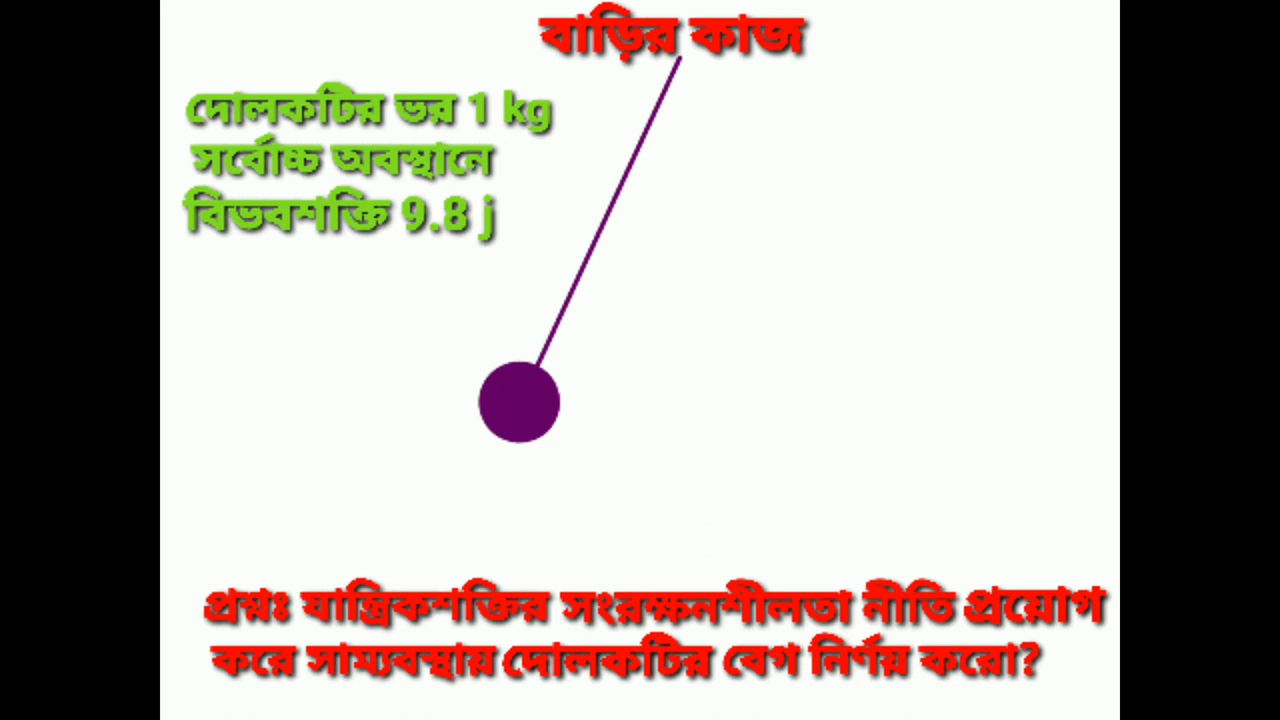 বাড়ির কাজ
দোলকটির ভর 1 kg
সর্বোচ্চ অবস্থানে
বিভবশক্তি 9.8 j
প্রশ্নঃ যান্ত্রিকশক্তির সংরক্ষনশীলতা নীতি প্রয়োগ
করে সাম্যবস্থায় দোলকটির বেগ নির্ণয় করো?